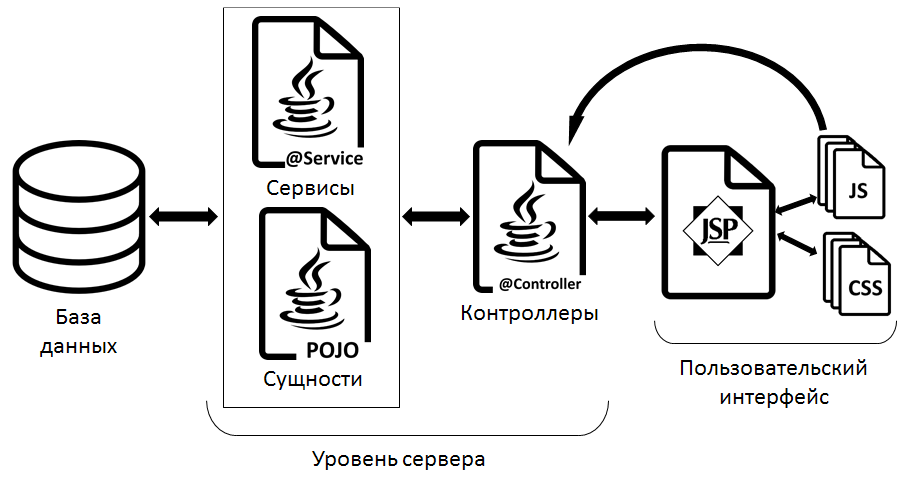 @Service
Сервисы
База
данных
POJO
Сущности
@Controller
Контроллеры
JSP
JS
CSS
Пользовательский
интерфейс
Уровень сервера